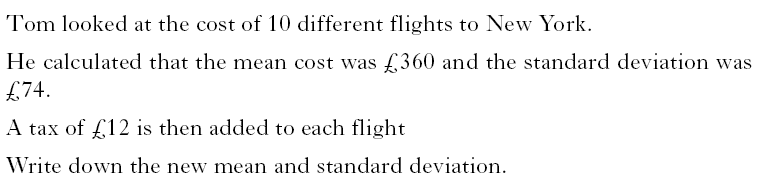 Tom looked at the cost of 10 different flights to New York.
He calculated that the mean cost was £360 and the standard deviation was
£74.
A tax of £12 is then added to each flight
Write down the new mean and standard deviation.